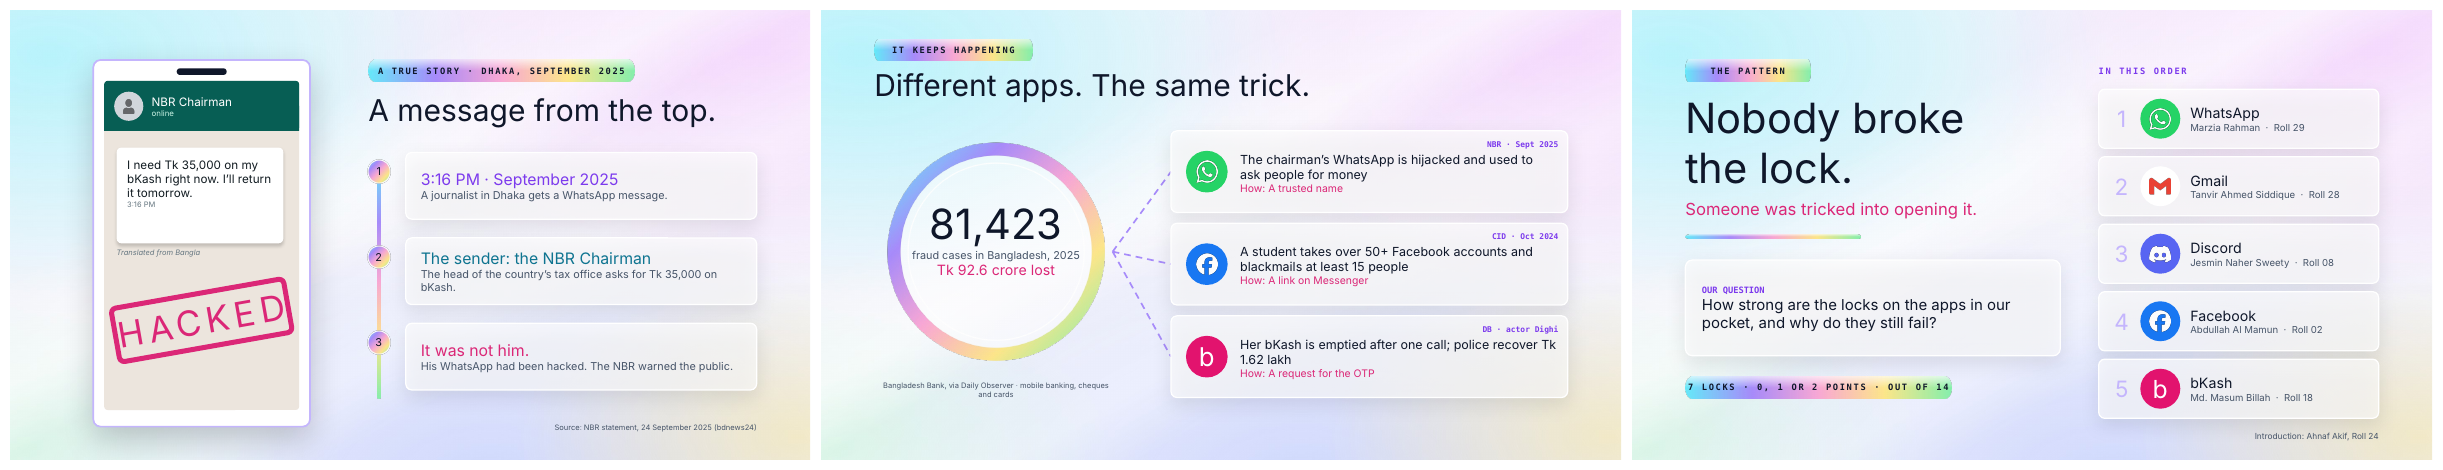 NBR Chairman
online
I need Tk 35,000 on my
bKash right now. I'll return
it tomorrow.
3:16 PM
Translated from Bangla
HACKED
A TRUE STORY · DHAKA, SEPTEMBER 2025
A message from the top.
1
3:16 PM · September 2025
A journalist in Dhaka gets a WhatsApp message.
2
The sender: the NBR Chairman
The head of the country's tax office asks for Tk 35,000 on
bKash.
3
It was not him.
His WhatsApp had been hacked. The NBR warned the public.
Source: NBR statement, 24 September 2025 (bdnews24)
IT KEEPS HAPPENING
Different apps. The same trick.
81,423
fraud cases in Bangladesh, 2025
Tk 92.6 crore lost
Bangladesh Bank, via Daily Observer · mobile banking, cheques
and cards
NBR · Sept 2025
The chairman's WhatsApp is hijacked and used to
ask people for money
How: A trusted name
CID · Oct 2024
A student takes over 50+ Facebook accounts and
blackmails at least 15 people
How: A link on Messenger
DB · actor Dighi
b
Her bKash is emptied after one call; police recover Tk
1.62 lakh
How: A request for the OTP
THE PATTERN
Nobody broke
the lock.
Someone was tricked into opening it.
OUR QUESTION
How strong are the locks on the apps in our
pocket, and why do they still fail?
7 LOCKS · 0, 1 OR 2 POINTS · OUT OF 14
IN THIS ORDER
1
WhatsApp
Marzia Rahman · Roll 29
2
Gmail
Tanvir Ahmed Siddique · Roll 28
3
Discord
Jesmin Naher Sweety · Roll 08
4
Facebook
Abdullah Al Mamun · Roll 02
5
b
bKash
Md. Masum Billah · Roll 18
Introduction: Ahnaf Akif, Roll 24